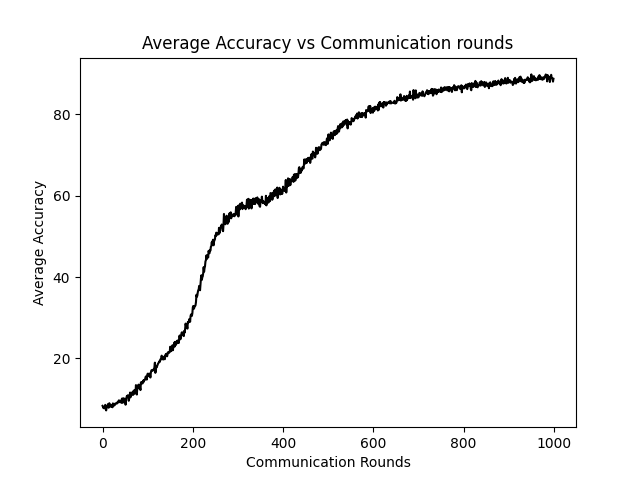 Average Accuracy vs Communication rounds
80
60
40
20
Average Accuracy
0 200 400 600 800 1000
Communication Rounds